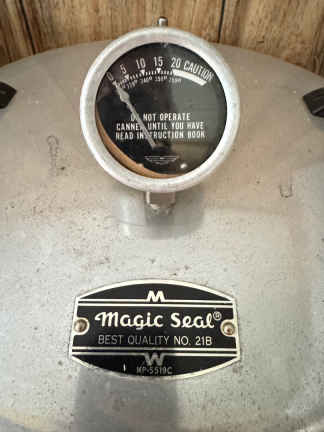 0 5 10 15 20 CAUTION
DO NOT OPERATE
CANNER UNTIL YOU HAVE
READ INSTRUCTION BOOK
M
Magic Seal®
BEST QUALITY NO. 21B
W
MP-5519C